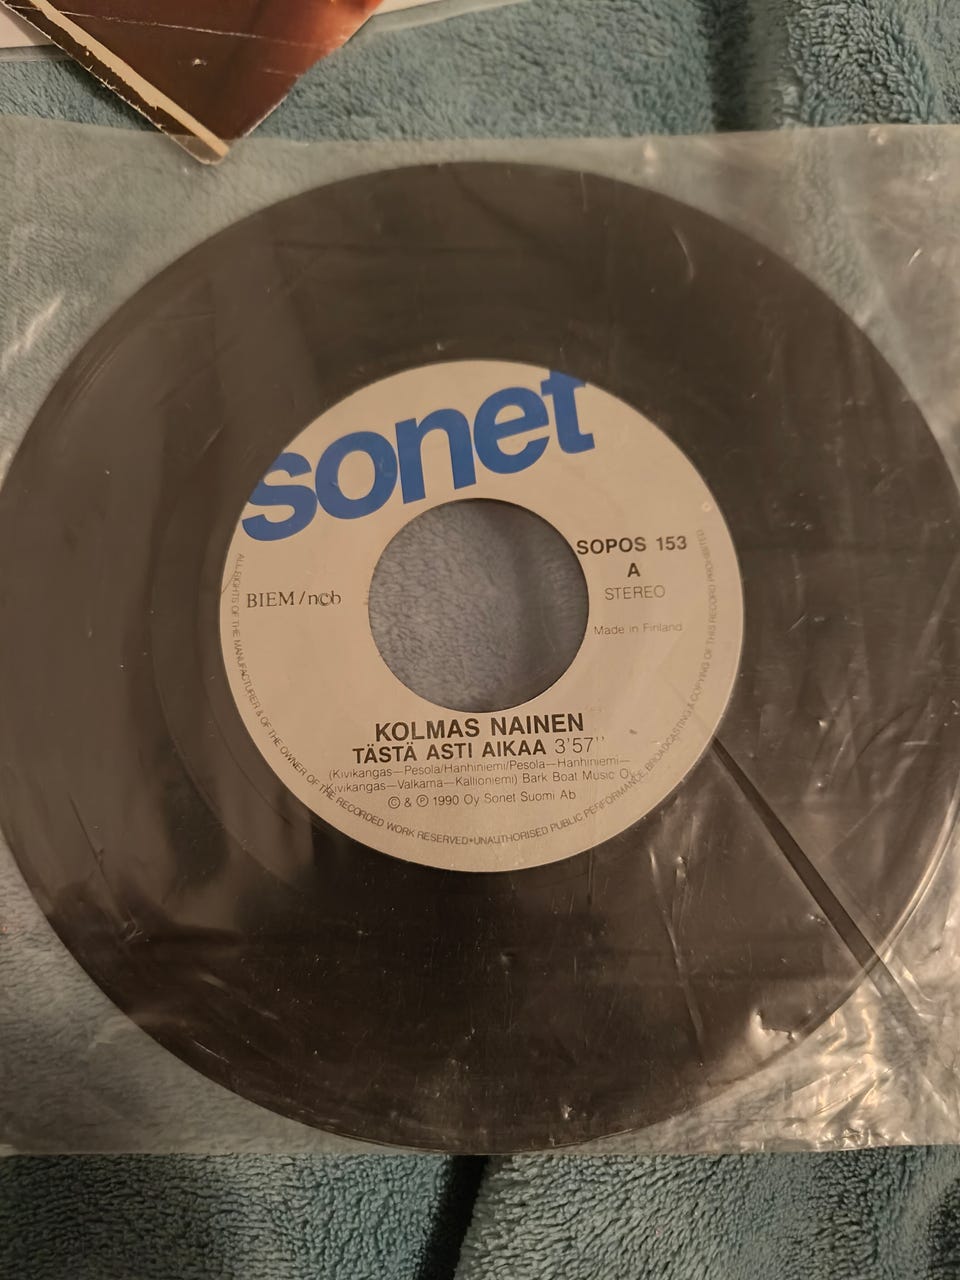 sonet
SOPOS 153
A
STEREO
BIEM/ncb
Made in Finland
KOLMAS NAINEN
TÄSTÄ ASTI AIKAA 3'57''
(Kivikangas—Pesola/Hanhiniemi/Pesola—Hanhiniemi—
Kivikangas—Valkama—Kallioniemi) Bark Boat Music Oy
© & ℗ 1990 Oy Sonet Suomi Ab
ALL RIGHTS OF THE MANUFACTURER & OF THE OWNER OF THE RECORDED WORK RESERVED•UNAUTHORISED PUBLIC PERFORMANCE, BROADCASTING & COPYING OF THIS RECORD PROHIBITED